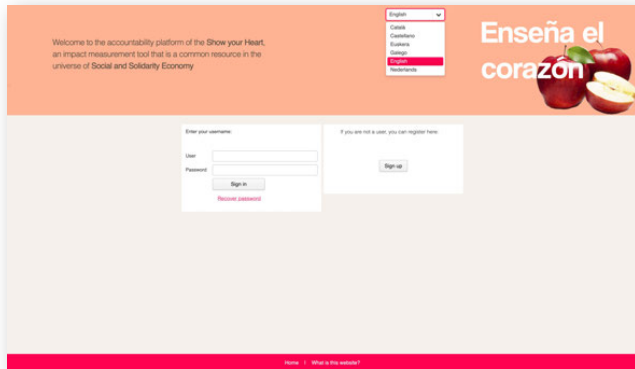 Welcome to the accountability platform of the Show your Heart,
an impact measurement tool that is a common resource in the
universe of Social and Solidarity Economy
English
Català
Castellano
Euskera
Galego
English
Nederlands
Enseña el
corazón
Enter your username:
User
Password
Sign in
Recover password
If you are not a user, you can register here:
Sign up
Home | What is this website?